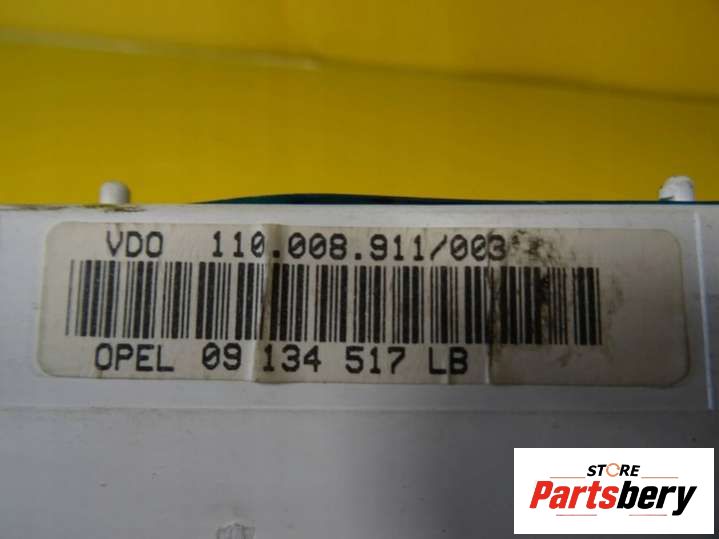 VDO 110.008.911/003
OPEL 09 134 517 LB
STORE
Partsbery